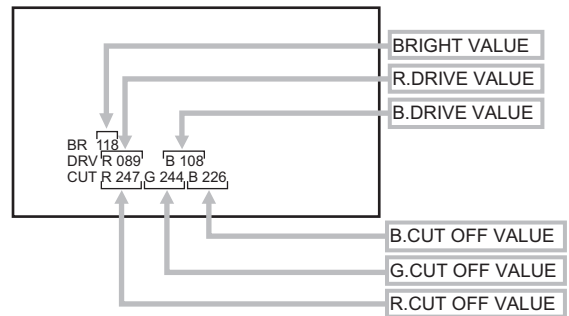 BRIGHT VALUE
R.DRIVE VALUE
B.DRIVE VALUE
BR 118
DRV R 089 B 108
CUT R 247 G 244 B 226
B.CUT OFF VALUE
G.CUT OFF VALUE
R.CUT OFF VALUE